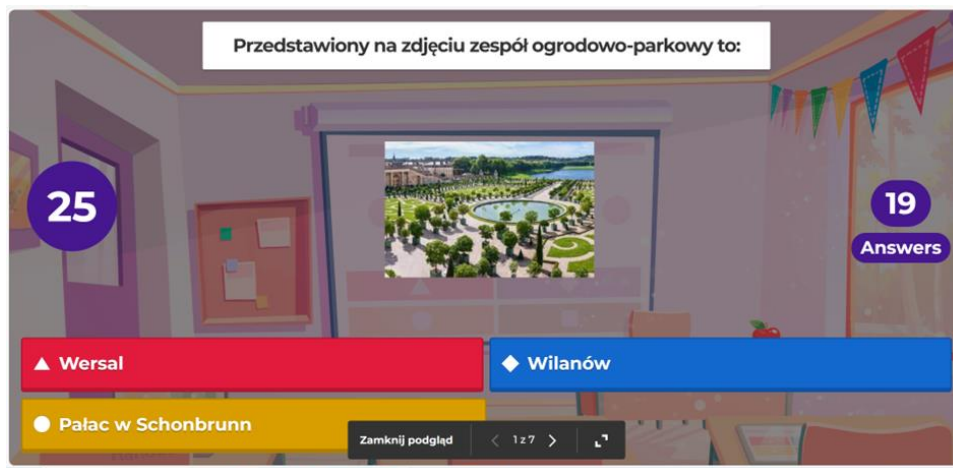 Przedstawiony na zdjęciu zespół ogrodowo-parkowy to:
25
19
Answers
Wersal
Wilanów
Pałac w Schonbrunn
Zamknij podgląd
1 z 7